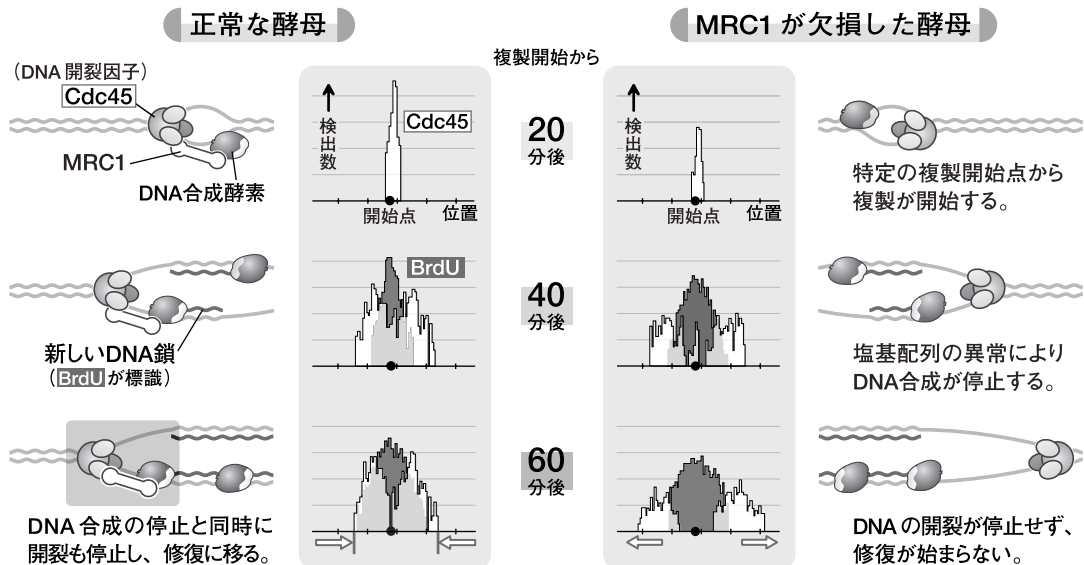 正常な酵母
MRC1 が欠損した酵母
複製開始から
（DNA 開裂因子）
Cdc45
MRC1
DNA合成酵素
↑
検出数
Cdc45
開始点
位置
20
分後
↑
検出数
開始点
位置
特定の複製開始点から
複製が開始する。
新しいDNA鎖
（BrdUが標識）
BrdU
40
分後
塩基配列の異常により
DNA合成が停止する。
DNA 合成の停止と同時に
開裂も停止し、修復に移る。
60
分後
DNA の開裂が停止せず、
修復が始まらない。